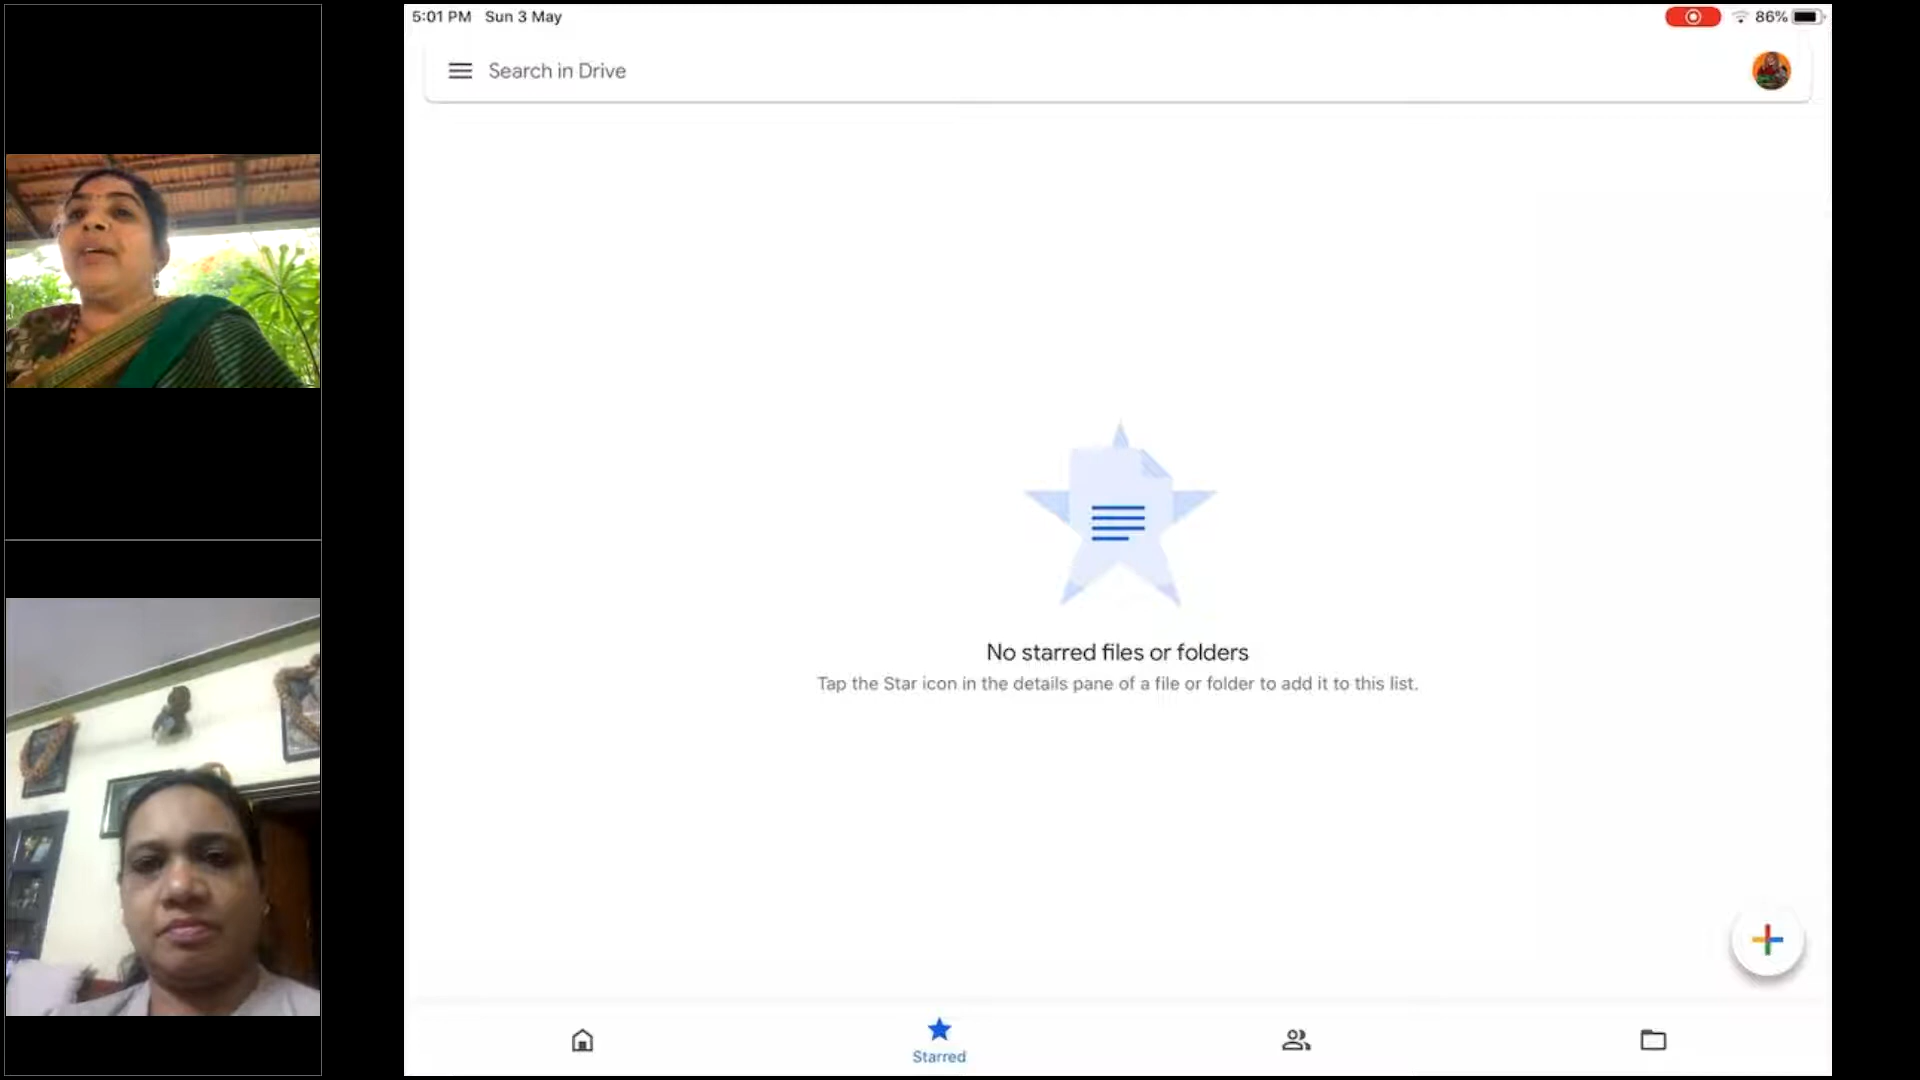 5:01 PM Sun 3 May
86%
Search in Drive
No starred files or folders
Tap the Star icon in the details pane of a file or folder to add it to this list.
Starred